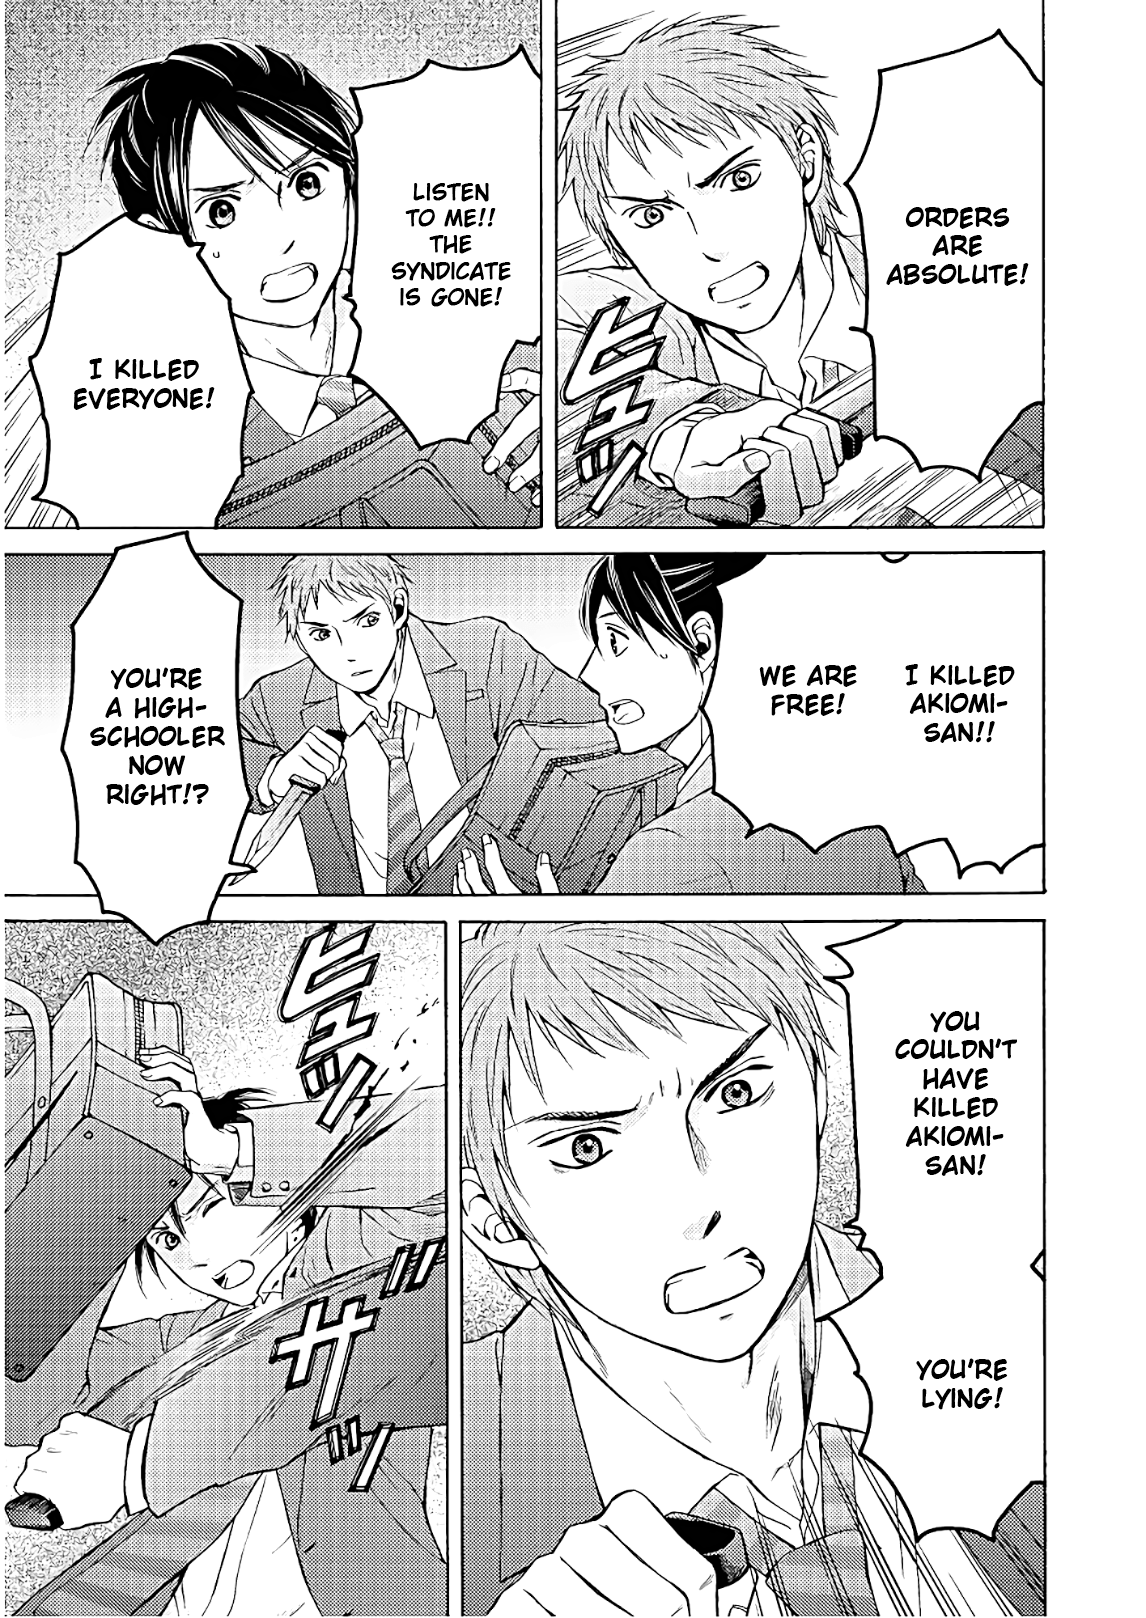 ORDERS
ARE
ABSOLUTE!
ヒュッ
LISTEN
TO ME!!
THE
SYNDICATE
IS GONE!
I KILLED
EVERYONE!
I KILLED
AKIOMI-
SAN!!
WE ARE
FREE!
YOU'RE
A HIGH-
SCHOOLER
NOW
RIGHT!?
YOU
COULDN'T
HAVE
KILLED
AKIOMI-
SAN!
YOU'RE
LYING!
ヒュッ
ザッ